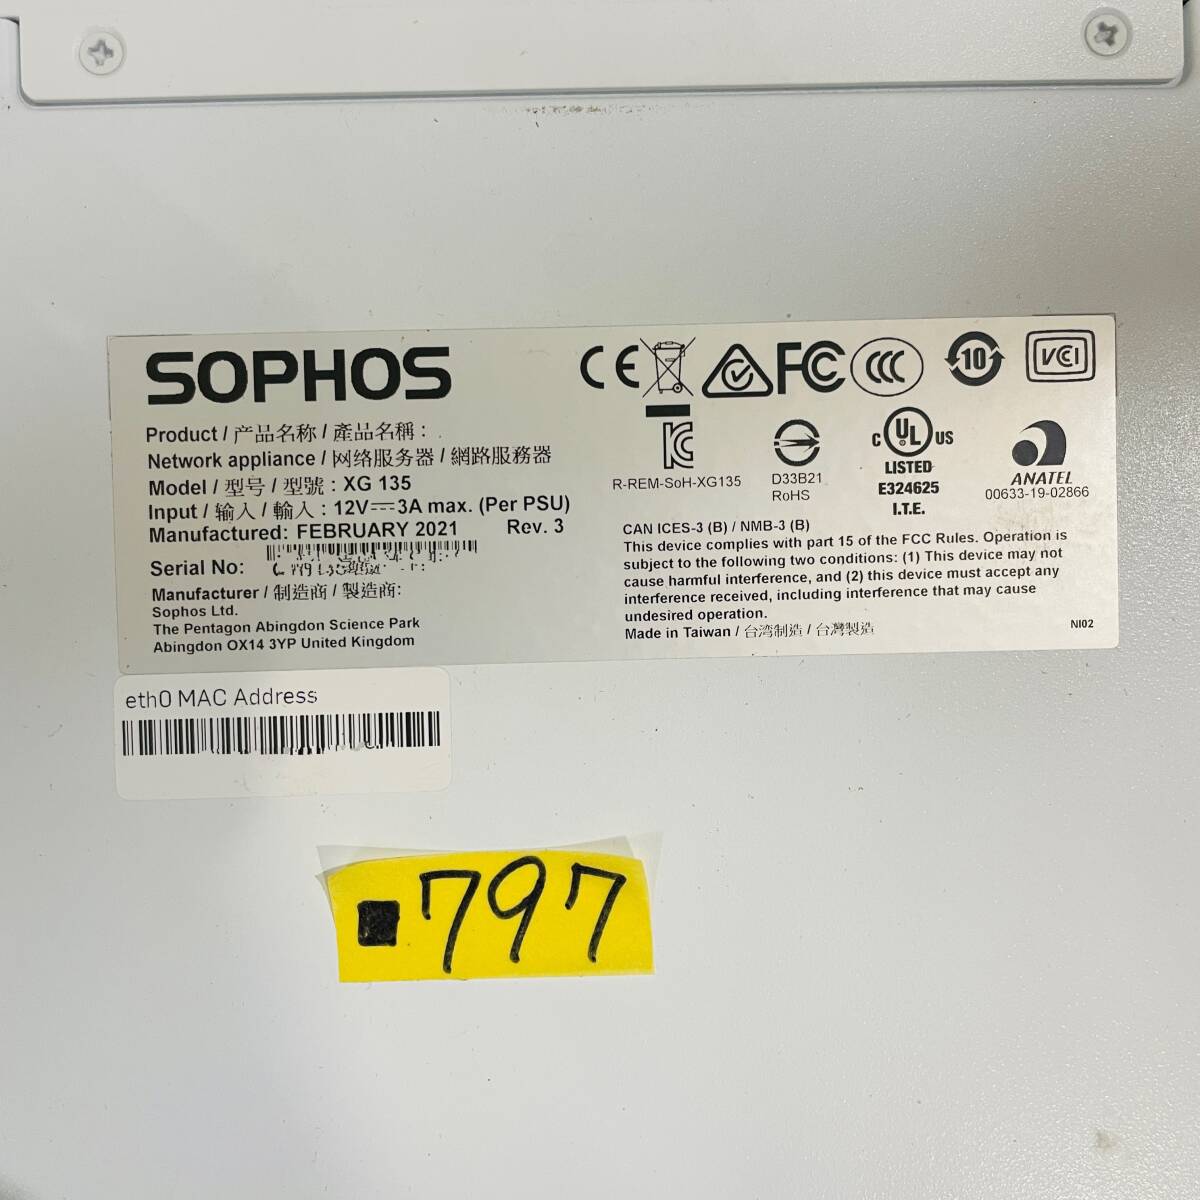 SOPHOS
Product / 产品名称 / 產品名稱 :
Network appliance / 网络服务器 / 網路服務器
Model / 型号 / 型號 : XG 135
Input / 输入 / 輸入 : 12V⎓3A max. (Per PSU)
Manufactured: FEBRUARY 2021 Rev. 3
Serial No:
Manufacturer / 制造商 / 製造商:
Sophos Ltd.
The Pentagon Abingdon Science Park
Abingdon OX14 3YP United Kingdom
CE FC CCC 10 VCI
R-REM-SoH-XG135
D33B21
RoHS
C UL US
LISTED
E324625
I.T.E.
ANATEL
00633-19-02866
CAN ICES-3 (B) / NMB-3 (B)
This device complies with part 15 of the FCC Rules. Operation is
subject to the following two conditions: (1) This device may not
cause harmful interference, and (2) this device must accept any
interference received, including interference that may cause
undesired operation.
Made in Taiwan / 台湾制造 / 台灣製造
NI02
eth0 MAC Address
■797